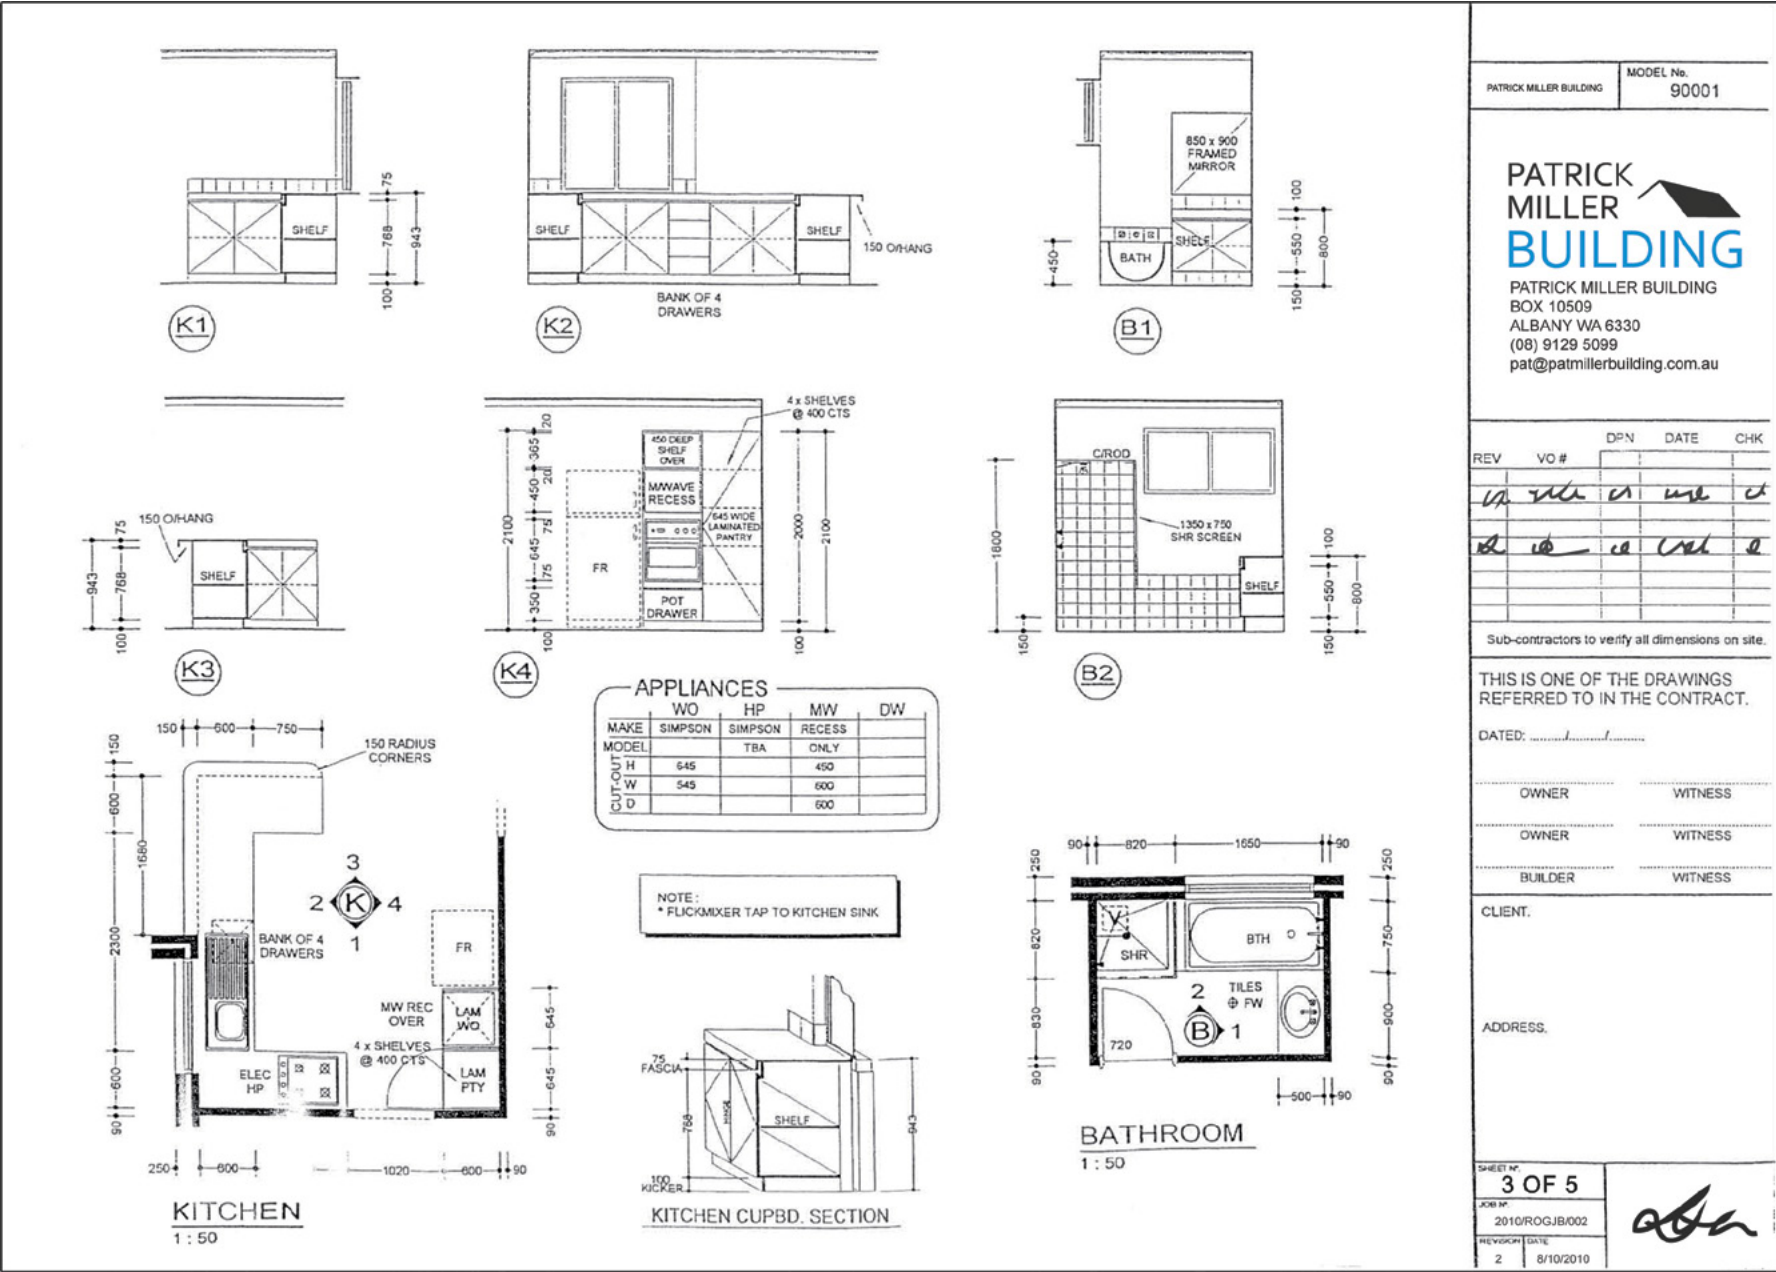 75
768
943
100
SHELF
K1
SHELF
SHELF
150 O/HANG
BANK OF 4
DRAWERS
K2
850 x 900
FRAMED
MIRROR
SHELF
BATH
450
100
550
800
150
B1
150 O/HANG
75
943
768
100
SHELF
K3
4 x SHELVES
@ 400 CTS
20
365
20
450
75
645
75
350
100
2100
450 DEEP
SHELF
OVER
M/WAVE
RECESS
645 WIDE
LAMINATED
PANTRY
FR
POT
DRAWER
2000
2100
100
K4
C/ROD
1350 x 750
SHR SCREEN
SHELF
1800
150
100
550
800
150
B2
APPLIANCES
WO HP MW DW
MAKE SIMPSON SIMPSON RECESS
MODEL TBA ONLY
CUT-OUT
H 645 450
W 545 600
D 600
NOTE :
* FLICKMIXER TAP TO KITCHEN SINK
150 600 750
150 RADIUS
CORNERS
150
600
1680
2300
600
90
3
2 K 4
1
BANK OF 4
DRAWERS
FR
MW REC
OVER
LAM
WO
4 x SHELVES
@ 400 CTS
ELEC
HP
LAM
PTY
645
645
90
250 600 1020 600 90
KITCHEN
1 : 50
75
FASCIA
768
100
KICKER
HINGE
SHELF
943
KITCHEN CUPBD. SECTION
90 820 1650 90
250
820
830
90
250
750
900
90
V
SHR
BTH
TILES
FW
2
B 1
720
500 90
BATHROOM
1 : 50
PATRICK MILLER BUILDING
MODEL No.
90001
PATRICK
MILLER
BUILDING
PATRICK MILLER BUILDING
BOX 10509
ALBANY WA 6330
(08) 9129 5099
pat@patmillerbuilding.com.au
REV VO # DPN DATE CHK
Sub-contractors to verify all dimensions on site.
THIS IS ONE OF THE DRAWINGS
REFERRED TO IN THE CONTRACT.
DATED: ........./........./.........
OWNER WITNESS
OWNER WITNESS
BUILDER WITNESS
CLIENT.
ADDRESS.
SHEET Nº.
3 OF 5
JOB Nº.
2010/ROGJB/002
REVISION DATE
2 8/10/2010